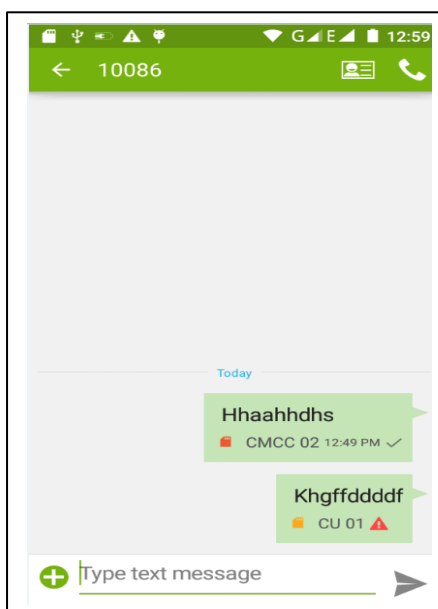 G E 12:59
10086
Today
Hhaahhdhs
CMCC 02 12:49 PM
Khgffddddf
CU 01
Type text message